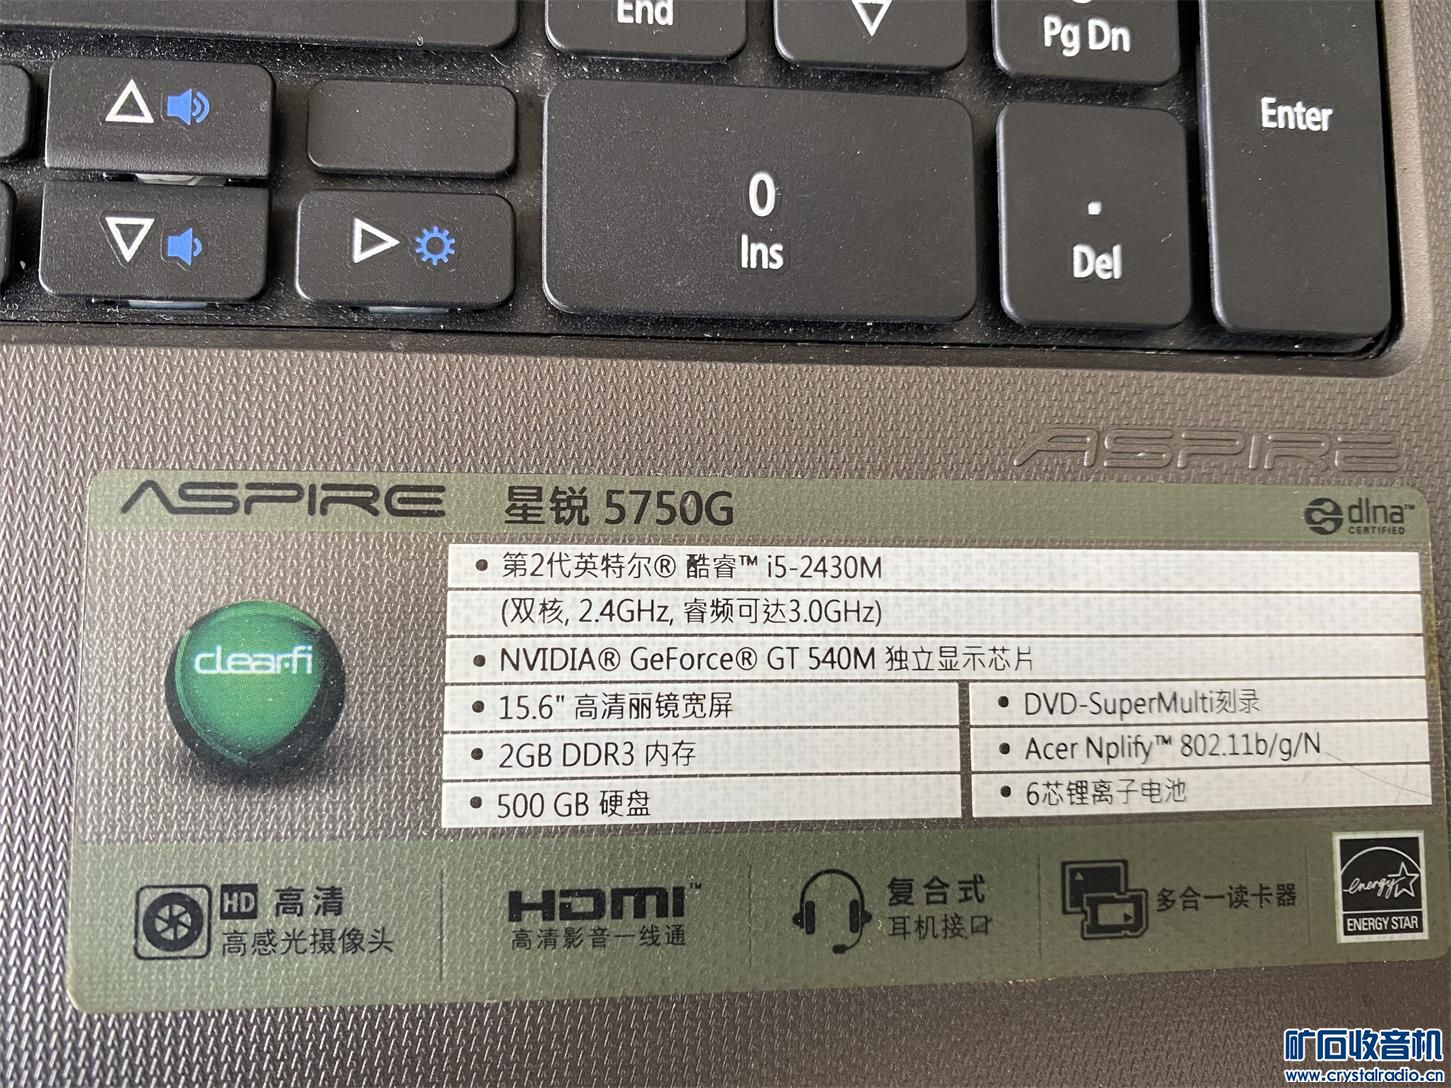 End
Pg Dn
Enter
0
Ins
.
Del
ASPIRE
ASPIRE 星锐 5750G dlna™
CERTIFIED
• 第2代英特尔® 酷睿™ i5-2430M
(双核, 2.4GHz, 睿频可达3.0GHz)
clear.fi
• NVIDIA® GeForce® GT 540M 独立显示芯片
• 15.6" 高清丽镜宽屏
• DVD-SuperMulti刻录
• 2GB DDR3 内存
• Acer Nplify™ 802.11b/g/N
• 500 GB 硬盘
• 6芯锂离子电池
HD 高清
高感光摄像头
HDMI™
高清影音一线通
复合式
耳机接口
多合一读卡器
energy
ENERGY STAR
矿石收音机
www.crystalradio.cn